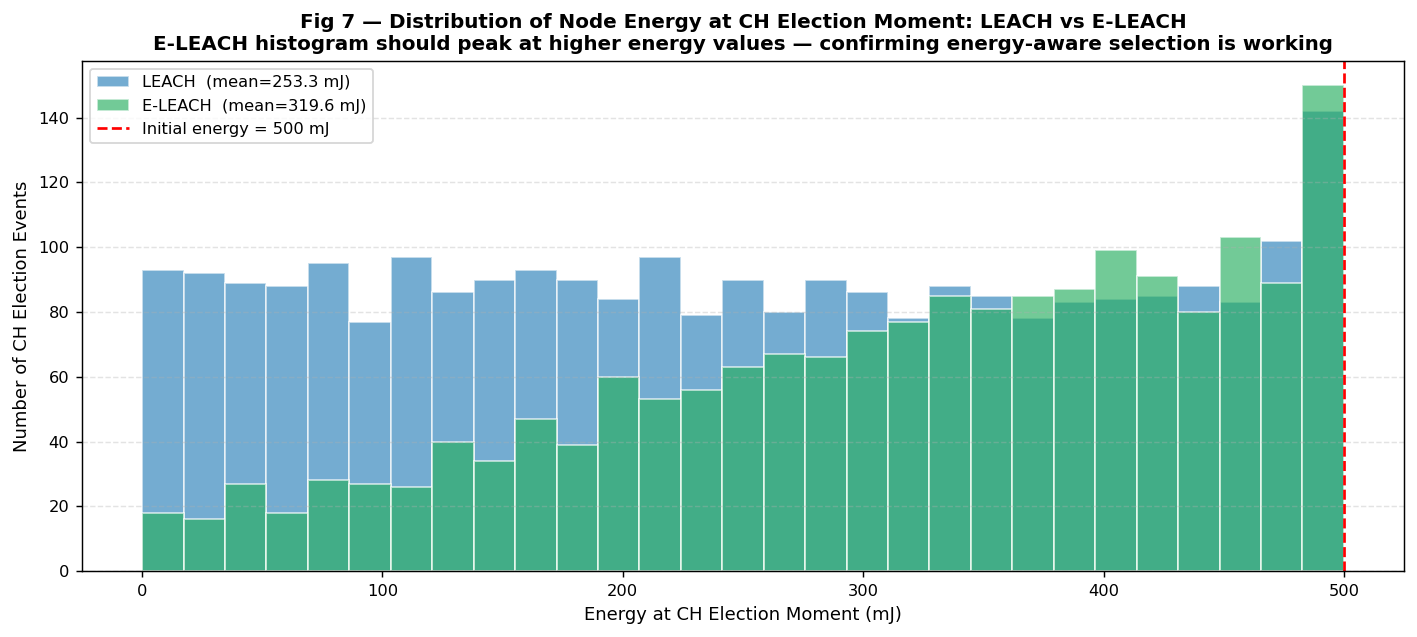 Fig 7 — Distribution of Node Energy at CH Election Moment: LEACH vs E-LEACH
E-LEACH histogram should peak at higher energy values — confirming energy-aware selection is working
LEACH  (mean=253.3 mJ)
E-LEACH  (mean=319.6 mJ)
Initial energy = 500 mJ
Number of CH Election Events
140
120
100
80
60
40
20
0
0
100
200
300
400
500
Energy at CH Election Moment (mJ)